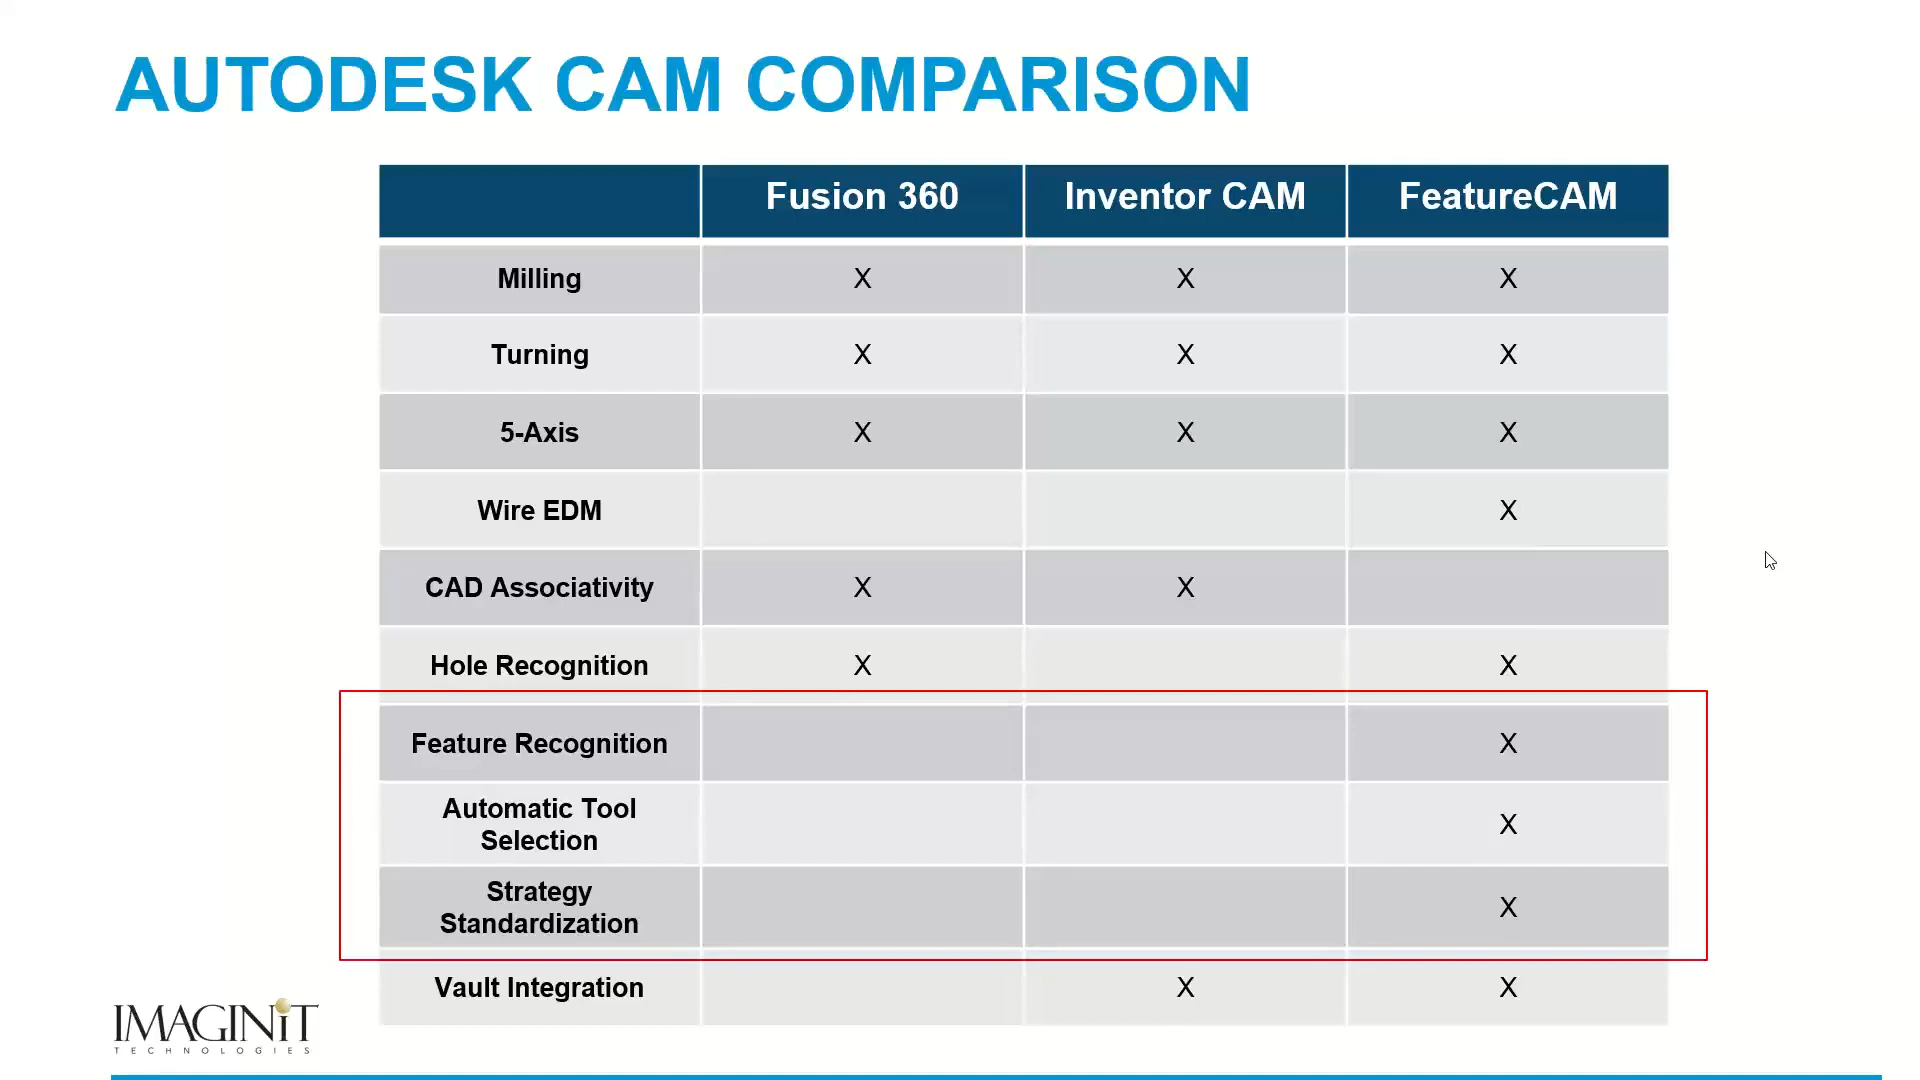 AUTODESK CAM COMPARISON
Fusion 360 Inventor CAM FeatureCAM
Milling X X X
Turning X X X
5-Axis X X X
Wire EDM X
CAD Associativity X X
Hole Recognition X X
Feature Recognition X
Automatic Tool
Selection X
Strategy
Standardization X
Vault Integration X X
IMAGINiT
TECHNOLOGIES